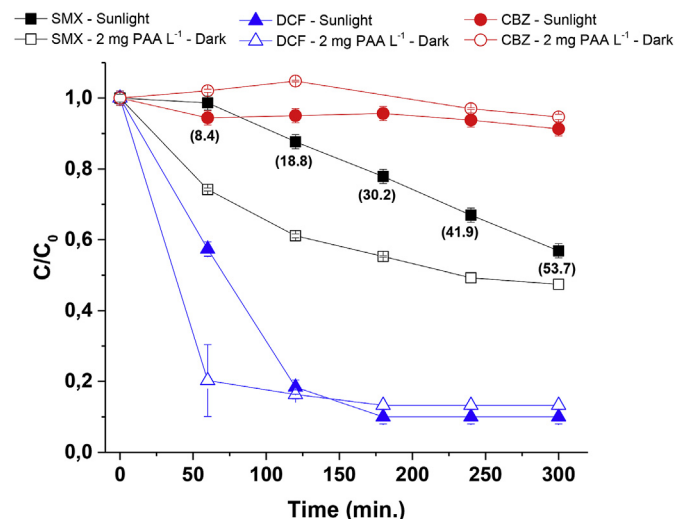 SMX - Sunlight DCF - Sunlight CBZ - Sunlight
SMX - 2 mg PAA L⁻¹ - Dark DCF - 2 mg PAA L⁻¹ - Dark CBZ - 2 mg PAA L⁻¹ - Dark
1,0
0,8
0,6
0,4
0,2
0,0
C/C₀
(8.4)
(18.8)
(30.2)
(41.9)
(53.7)
0 50 100 150 200 250 300
Time (min.)